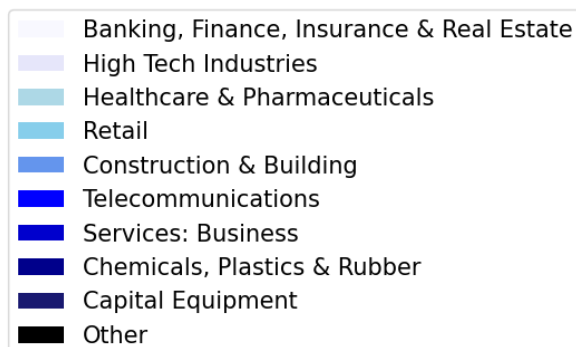 Banking, Finance, Insurance & Real Estate
High Tech Industries
Healthcare & Pharmaceuticals
Retail
Construction & Building
Telecommunications
Services: Business
Chemicals, Plastics & Rubber
Capital Equipment
Other